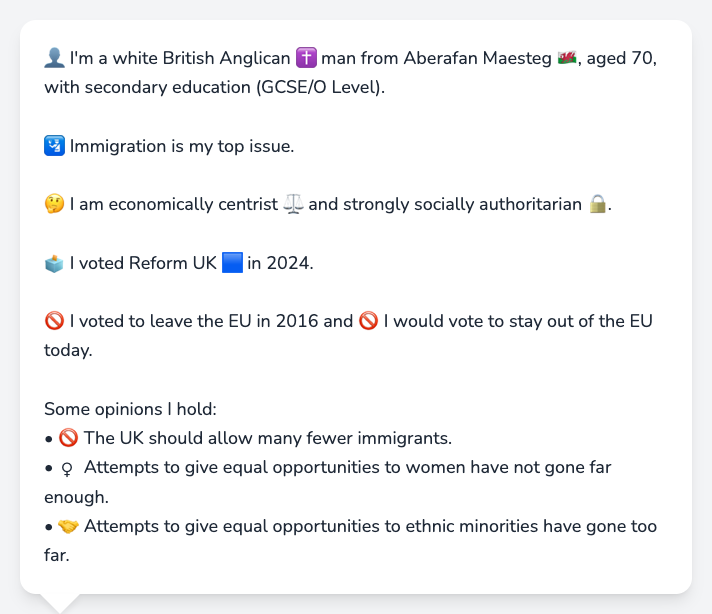 👤 I'm a white British Anglican ✝️ man from Aberafan Maesteg 🏴󠁧󠁢󠁷󠁬󠁳󠁿, aged 70,
with secondary education (GCSE/O Level).
🛂 Immigration is my top issue.
🤔 I am economically centrist ⚖️ and strongly socially authoritarian 🔒.
🗳️ I voted Reform UK 🟦 in 2024.
🚫 I voted to leave the EU in 2016 and 🚫 I would vote to stay out of the EU
today.
Some opinions I hold:
• 🚫 The UK should allow many fewer immigrants.
• ♀ Attempts to give equal opportunities to women have not gone far
enough.
• 🤝 Attempts to give equal opportunities to ethnic minorities have gone too
far.